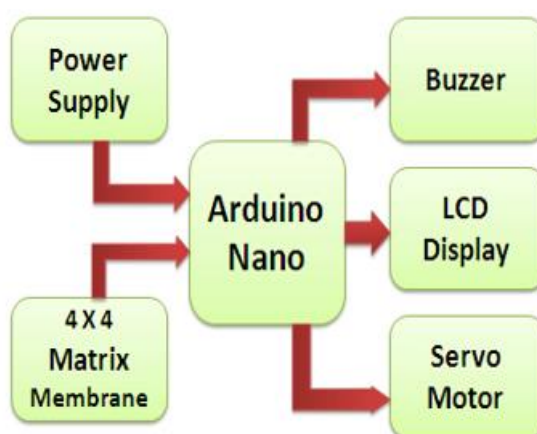 Power
Supply
4 X 4
Matrix
Membrane
Arduino
Nano
Buzzer
LCD
Display
Servo
Motor